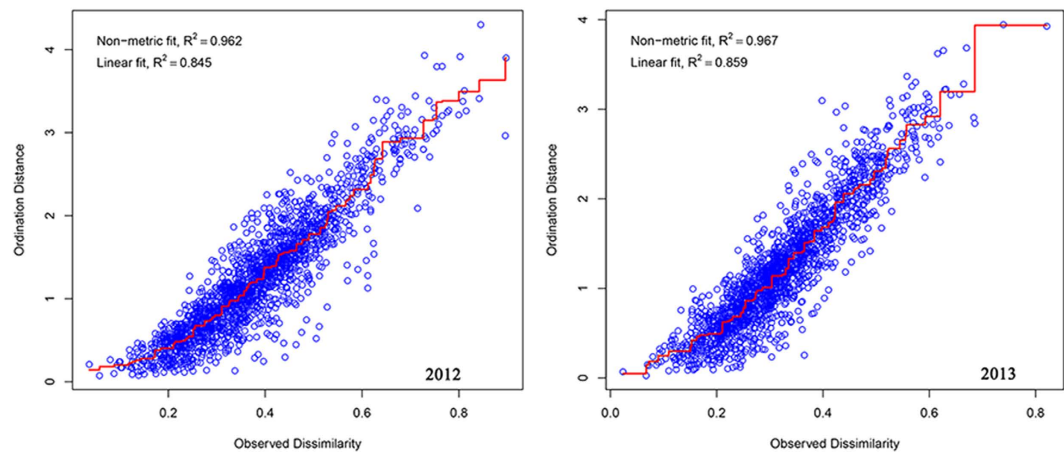 Non-metric fit, R² = 0.962
Linear fit, R² = 0.845
Ordination Distance
4
3
2
1
0
2012
0.2 0.4 0.6 0.8
Observed Dissimilarity
Non-metric fit, R² = 0.967
Linear fit, R² = 0.859
Ordination Distance
4
3
2
1
0
2013
0.0 0.2 0.4 0.6 0.8
Observed Dissimilarity